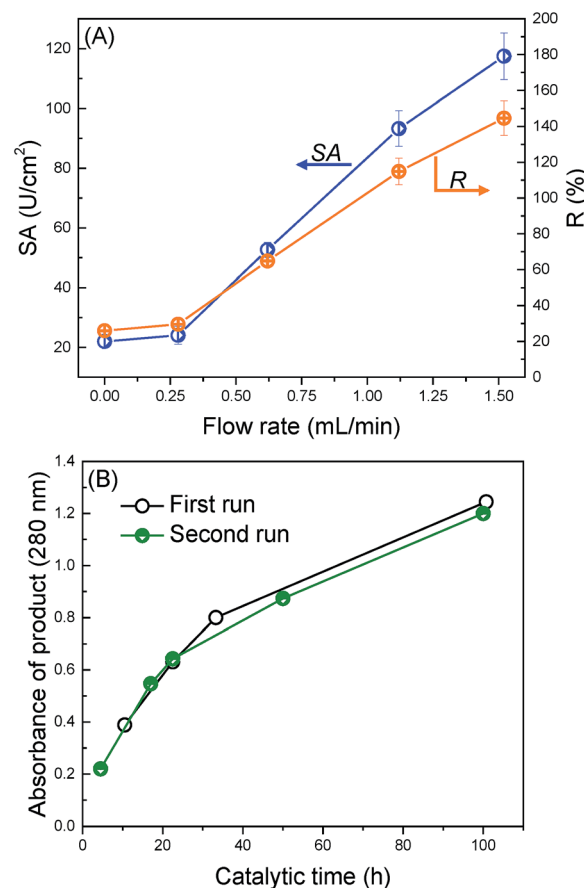 (A)
SA (U/cm²)
120
100
80
60
40
20
200
180
160
140
120
100
80
60
40
20
0
R (%)
SA
R
0.00 0.25 0.50 0.75 1.00 1.25 1.50
Flow rate (mL/min)
(B)
First run
Second run
Absorbance of product (280 nm)
1.4
1.2
1.0
0.8
0.6
0.4
0.2
0.0
0 20 40 60 80 100
Catalytic time (h)